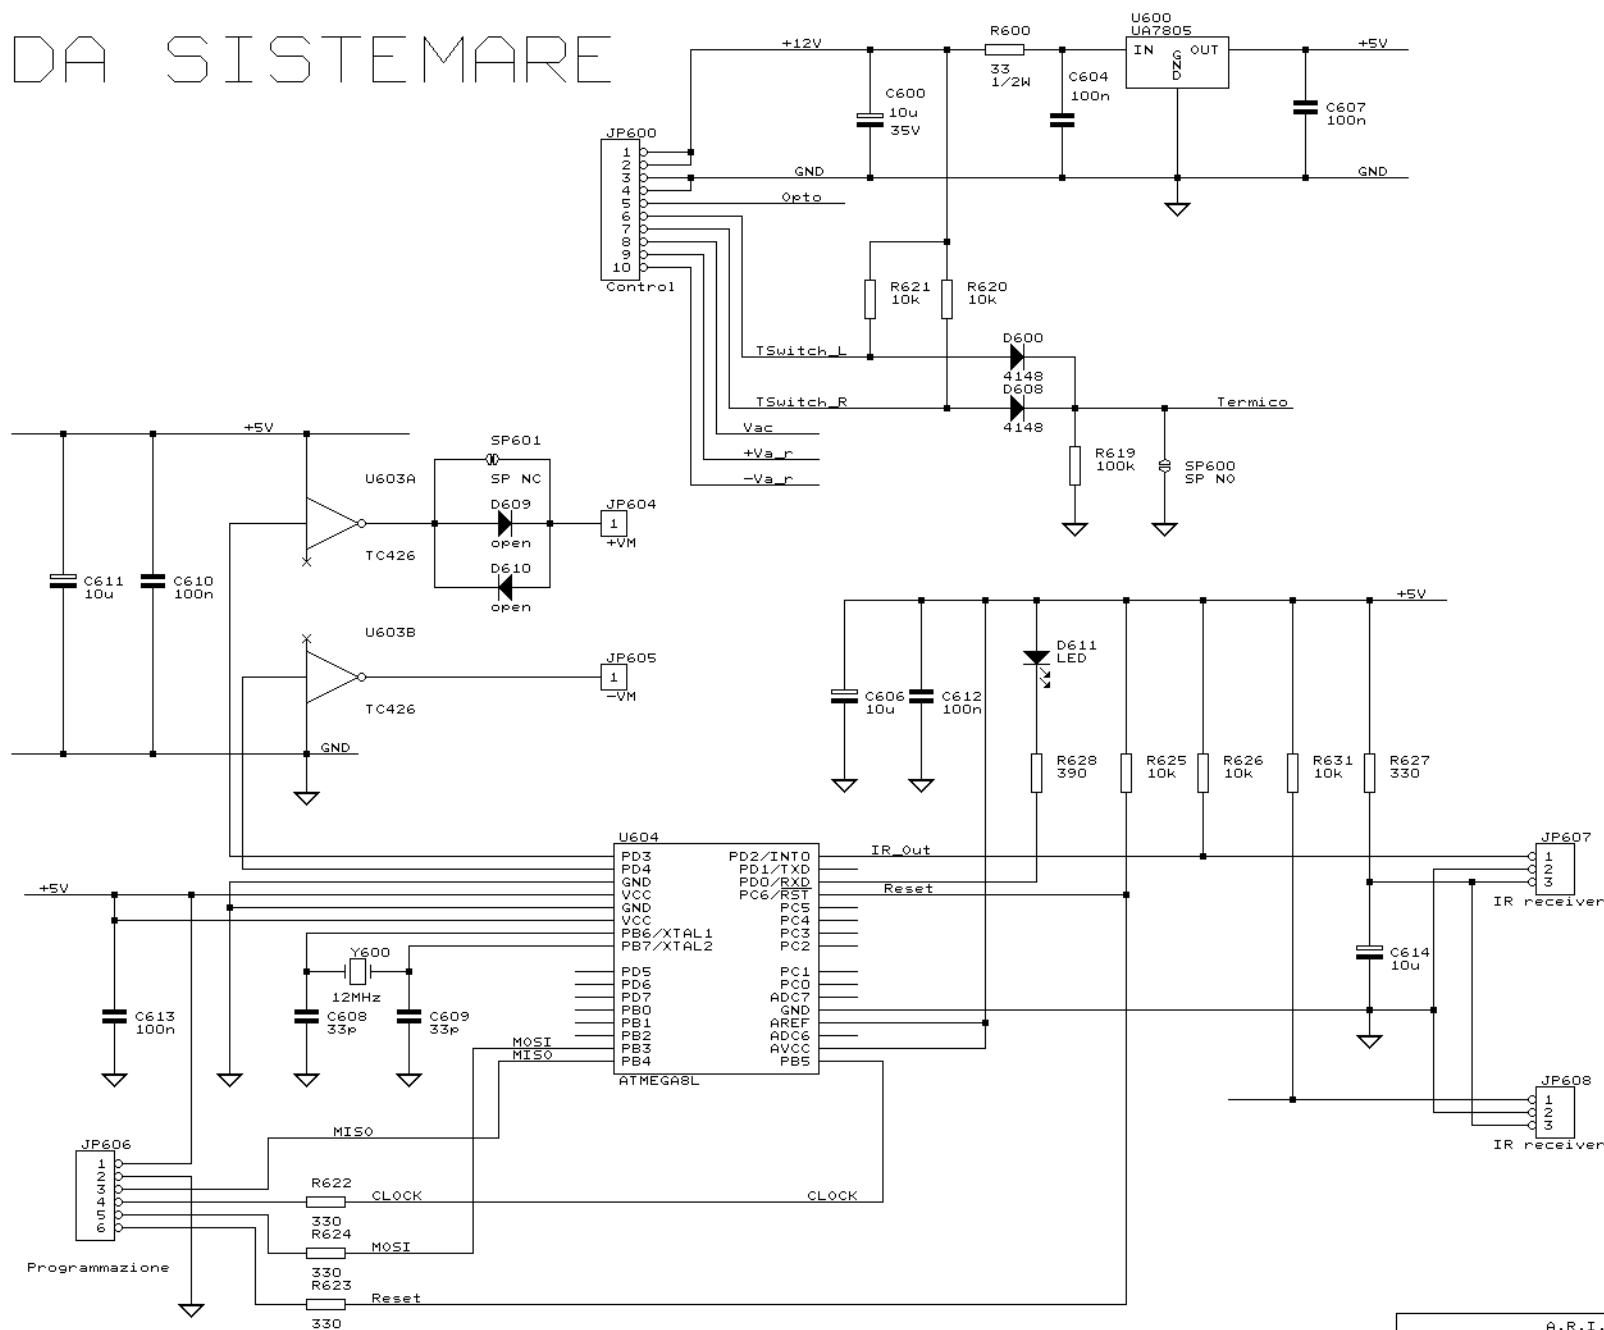 DA SISTEMARE
U600
UA7805
IN GND OUT
+12V
R600
33
1/2W
+5V
C600
10u
35V
C604
100n
C607
100n
JP600
1
2
3
4
5
6
7
8
9
10
Control
GND
GND
Opto
R621
10k
R620
10k
TSwitch_L
D600
4148
D608
4148
TSwitch_R
Termico
Vac
+Va_r
-Va_r
R619
100k
SP600
SP NO
+5V
U603A
TC426
SP601
SP NC
D609
open
D610
open
JP604
1
+VM
C611
10u
C610
100n
U603B
TC426
JP605
1
-VM
GND
+5V
D611
LED
C606
10u
C612
100n
R628
390
R625
10k
R626
10k
R631
10k
R627
330
U604
PD3
PD4
GND
VCC
GND
VCC
PB6/XTAL1
PB7/XTAL2
PD5
PD6
PD7
PB0
PB1
PB2
PB3
PB4
PD2/INT0
PD1/TXD
PD0/RXD
PC6/RST
PC5
PC4
PC3
PC2
PC1
PC0
ADC7
GND
AREF
ADC6
AVCC
PB5
ATMEGA8L
IR_Out
Reset
JP607
1
2
3
IR receiver
+5V
Y600
12MHz
C613
100n
C608
33p
C609
33p
MOSI
MISO
C614
10u
JP608
1
2
3
IR receiver
JP606
1
2
3
4
5
6
Programmazione
MISO
R622
330
CLOCK
CLOCK
R624
330
MOSI
R623
330
Reset
A.R.I.